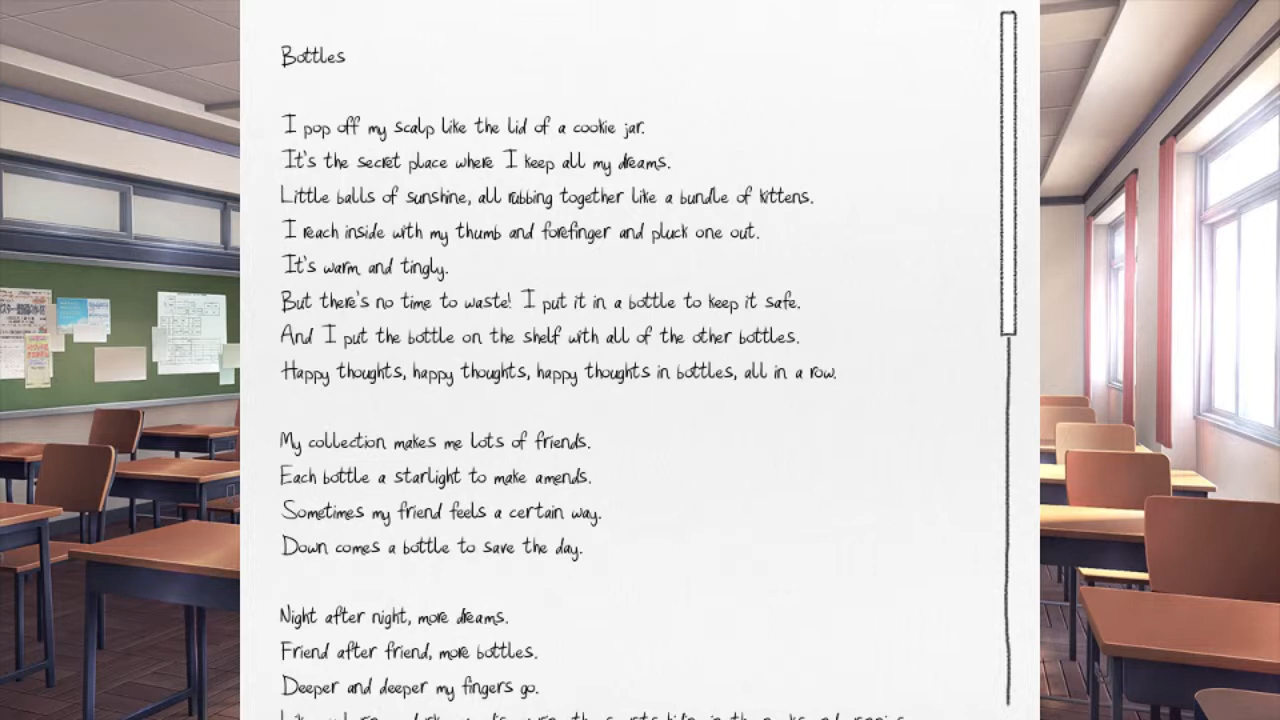 Bottles
I pop off my scalp like the lid of a cookie jar.
It's the secret place where I keep all my dreams.
Little balls of sunshine, all rubbing together like a bundle of kittens.
I reach inside with my thumb and forefinger and pluck one out.
It's warm and tingly.
But there's no time to waste! I put it in a bottle to keep it safe.
And I put the bottle on the shelf with all of the other bottles.
Happy thoughts, happy thoughts, happy thoughts in bottles, all in a row.
My collection makes me lots of friends.
Each bottle a starlight to make amends.
Sometimes my friend feels a certain way.
Down comes a bottle to save the day.
Night after night, more dreams.
Friend after friend, more bottles.
Deeper and deeper my fingers go.